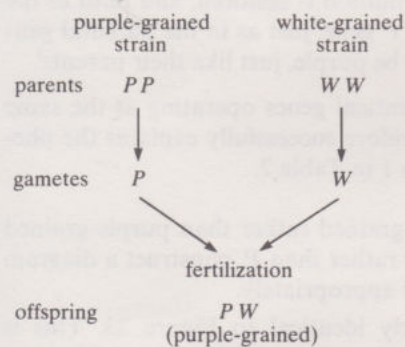 purple-grained white-grained
strain strain
parents P P W W
gametes P W
fertilization
offspring P W
(purple-grained)